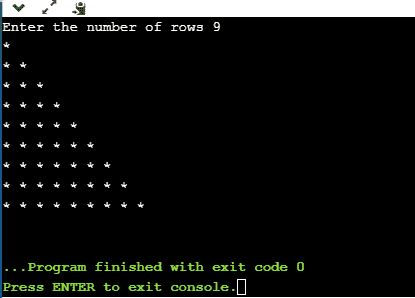 Enter the number of rows 9
*
* *
* * *
* * * *
* * * * *
* * * * * *
* * * * * * *
* * * * * * * *
* * * * * * * * *
...Program finished with exit code 0
Press ENTER to exit console.